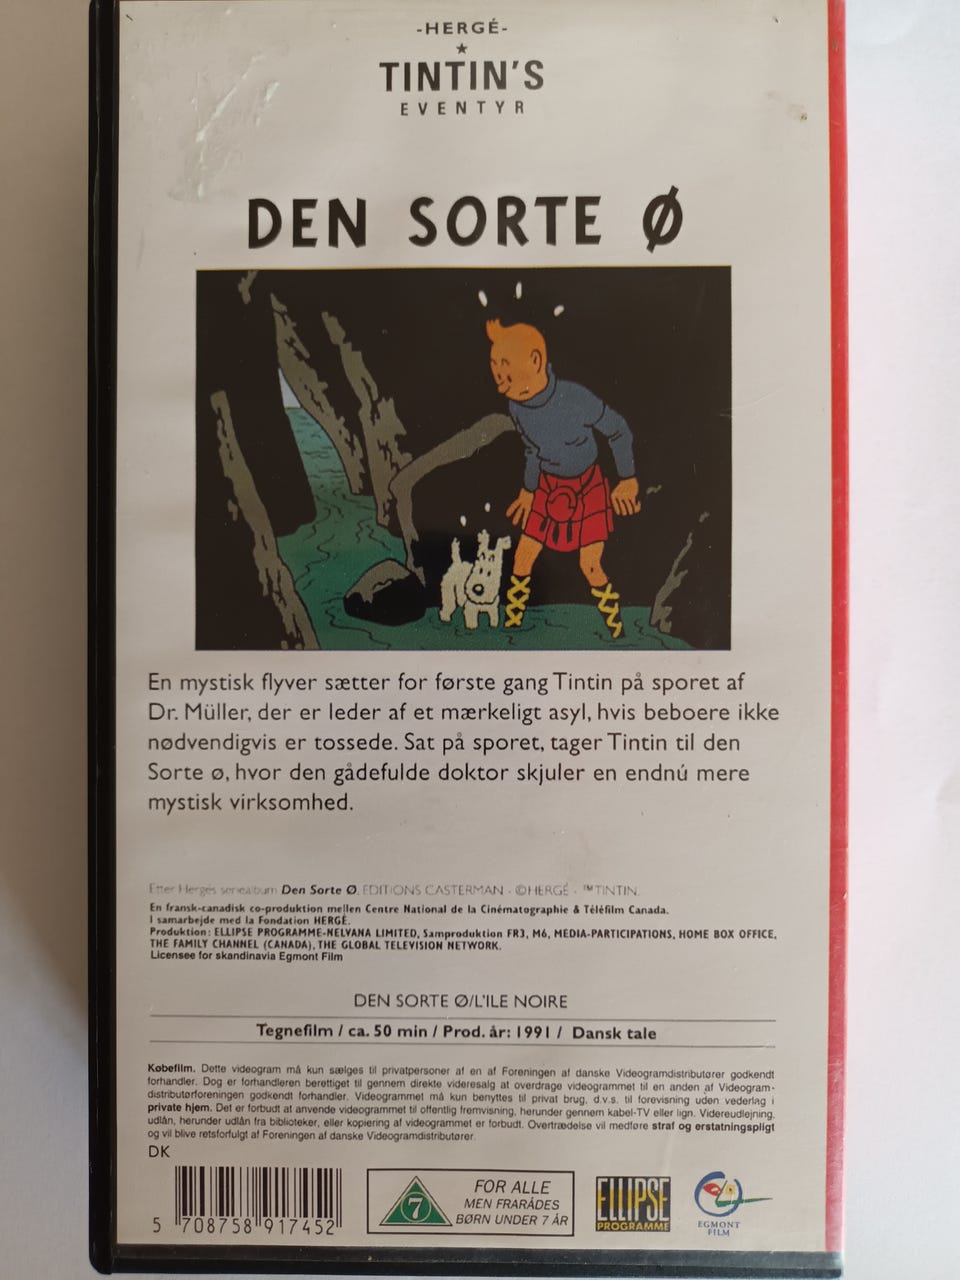 -HERGÉ-
TINTIN'S
EVENTYR
DEN SORTE Ø
En mystisk flyver sætter for første gang Tintin på sporet af
Dr. Müller, der er leder af et mærkeligt asyl, hvis beboere ikke
nødvendigvis er tossede. Sat på sporet, tager Tintin til den
Sorte ø, hvor den gådefulde doktor skjuler en endnú mere
mystisk virksomhed.
Efter Hergés seriealbum Den Sorte Ø. EDITIONS CASTERMAN - ©HERGÉ - ™TINTIN.
En fransk-canadisk co-produktion mellen Centre National de la Cinématographie & Téléfilm Canada.
I samarbejde med la Fondation HERGÉ.
Produktion: ELLIPSE PROGRAMME-NELVANA LIMITED, Samproduktion FR3, M6, MEDIA-PARTICIPATIONS, HOME BOX OFFICE,
THE FAMILY CHANNEL (CANADA), THE GLOBAL TELEVISION NETWORK.
Licensee for skandinavia Egmont Film
DEN SORTE Ø/L'ILE NOIRE
Tegnefilm / ca. 50 min / Prod. år: 1991 / Dansk tale
Købefilm. Dette videogram må kun sælges til privatpersoner af en af Foreningen af danske Videogramdistributører godkendt
forhandler. Dog er forhandleren berettiget til gennem direkte videresalg at overdrage videogrammet til en anden af Videogram-
distributørforeningen godkendt forhandler. Videogrammet må kun benyttes til privat brug, d.v.s. til forevisning uden vederlag i
private hjem. Det er forbudt at anvende videogrammet til offentlig fremvisning, herunder gennem kabel-TV eller lign. Videreudlejning,
udlån, herunder udlån fra biblioteker, eller kopiering af videogrammet er forbudt. Overtrædelse vil medføre straf og erstatningspligt
og vil blive retsforfulgt af Foreningen af danske Videogramdistributører.
DK
5 708758 917452
7
FOR ALLE
MEN FRARÅDES
BØRN UNDER 7 ÅR
ELLIPSE
PROGRAMME
EGMONT
FILM